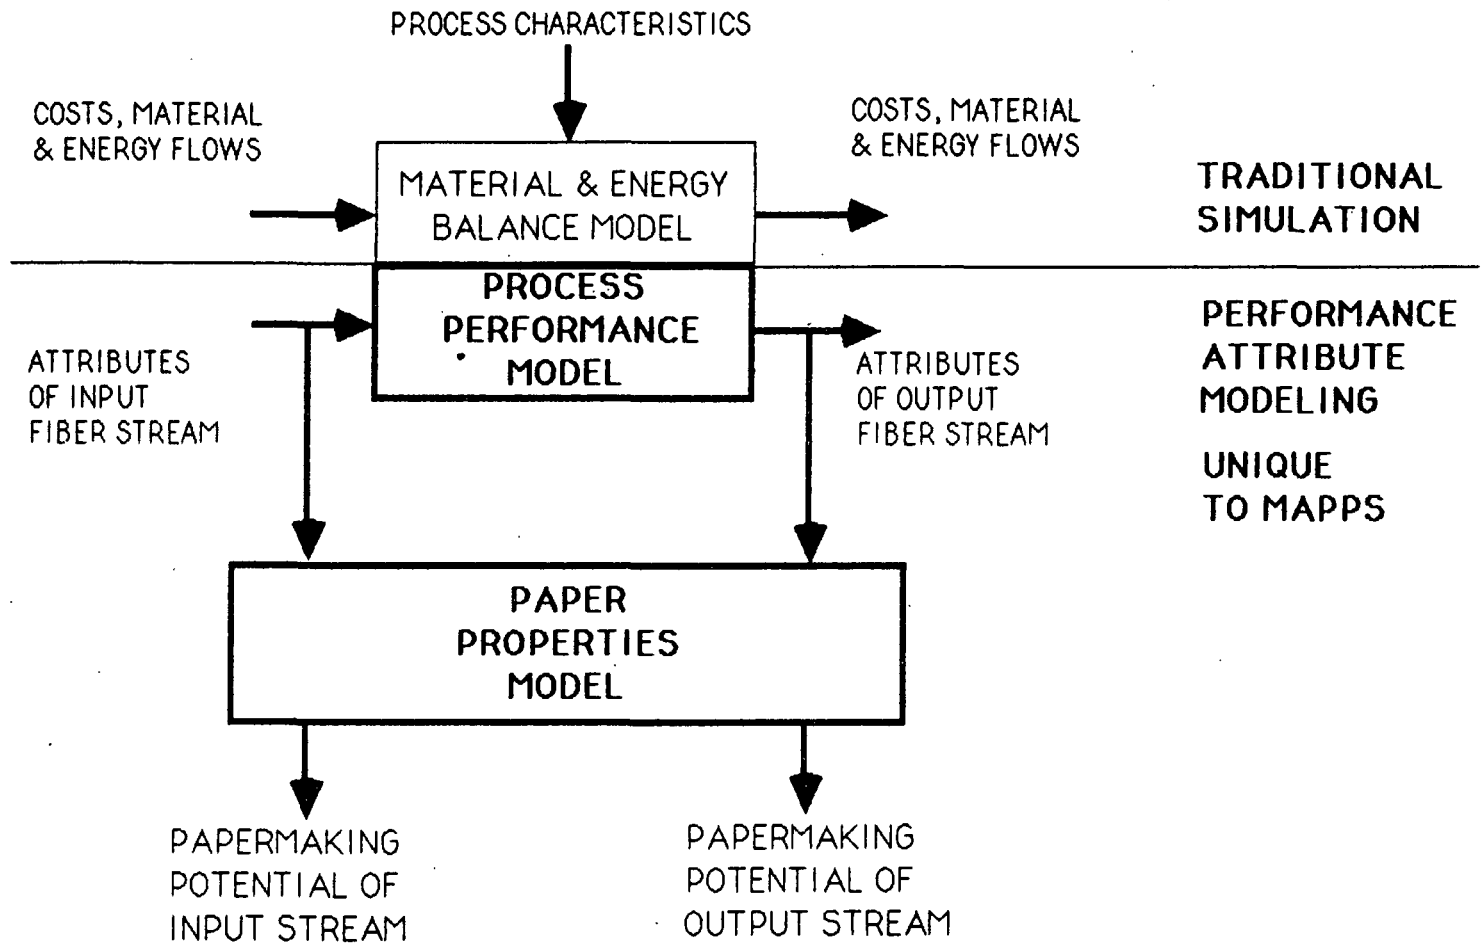 PROCESS CHARACTERISTICS
COSTS, MATERIAL
& ENERGY FLOWS
COSTS, MATERIAL
& ENERGY FLOWS
MATERIAL & ENERGY
BALANCE MODEL
TRADITIONAL
SIMULATION
PROCESS
PERFORMANCE
MODEL
ATTRIBUTES
OF INPUT
FIBER STREAM
ATTRIBUTES
OF OUTPUT
FIBER STREAM
PERFORMANCE
ATTRIBUTE
MODELING
UNIQUE
TO MAPPS
PAPER
PROPERTIES
MODEL
PAPERMAKING
POTENTIAL OF
INPUT STREAM
PAPERMAKING
POTENTIAL OF
OUTPUT STREAM